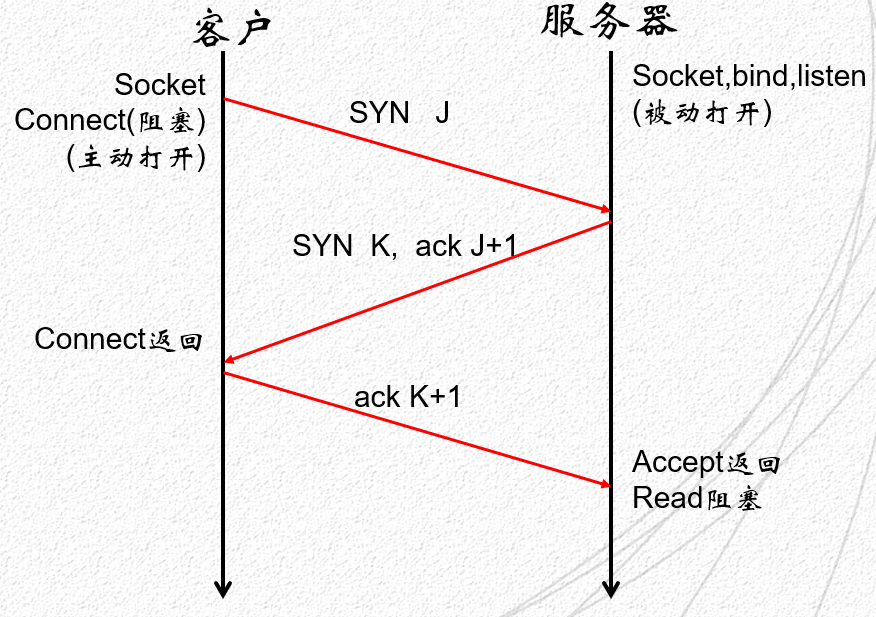 客户
服务器
Socket
Connect(阻塞)
(主动打开)
Socket,bind,listen
(被动打开)
SYN J
SYN K, ack J+1
Connect返回
ack K+1
Accept返回
Read阻塞